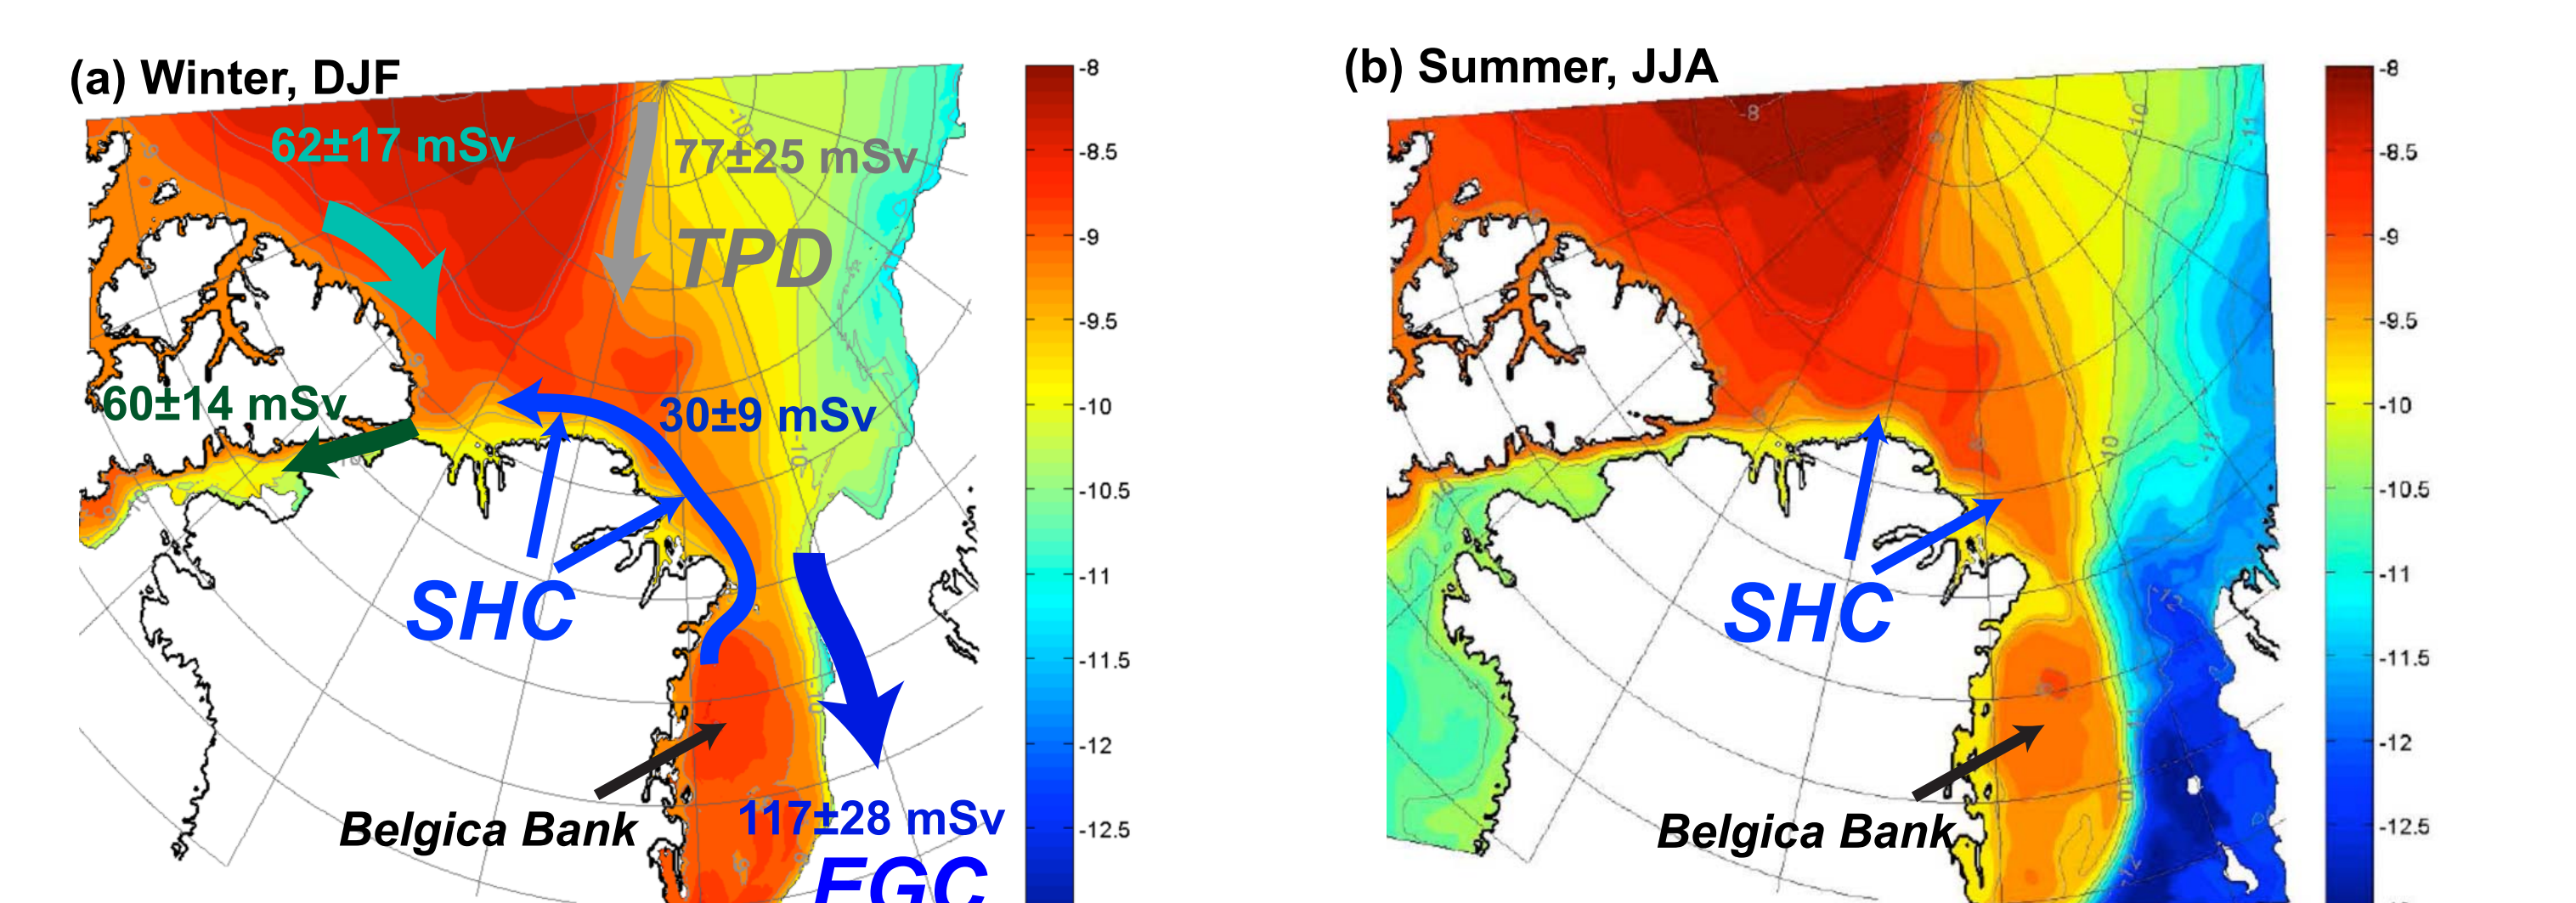 (a) Winter, DJF
62±17 mSv
77±25 mSv
TPD
60±14 mSv
30±9 mSv
SHC
Belgica Bank
117±28 mSv
EGC
-8
-8.5
-9
-9.5
-10
-10.5
-11
-11.5
-12
-12.5
(b) Summer, JJA
SHC
Belgica Bank
-8
-8.5
-9
-9.5
-10
-10.5
-11
-11.5
-12
-12.5